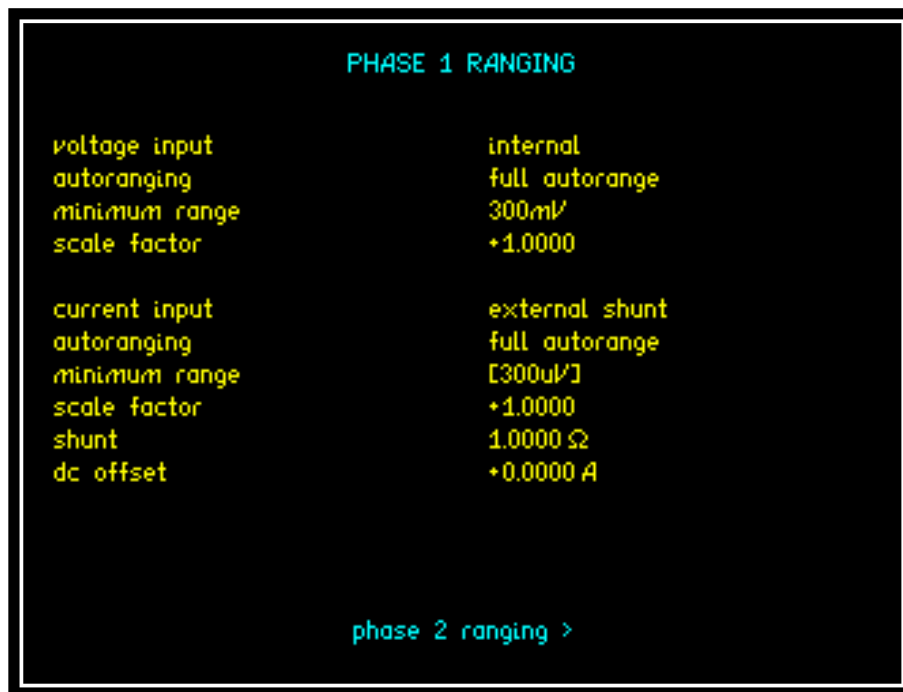 PHASE 1 RANGING
voltage input internal
autoranging full autorange
minimum range 300mV
scale factor +1.0000
current input external shunt
autoranging full autorange
minimum range [300uV]
scale factor +1.0000
shunt 1.0000 Ω
dc offset +0.0000 A
phase 2 ranging >